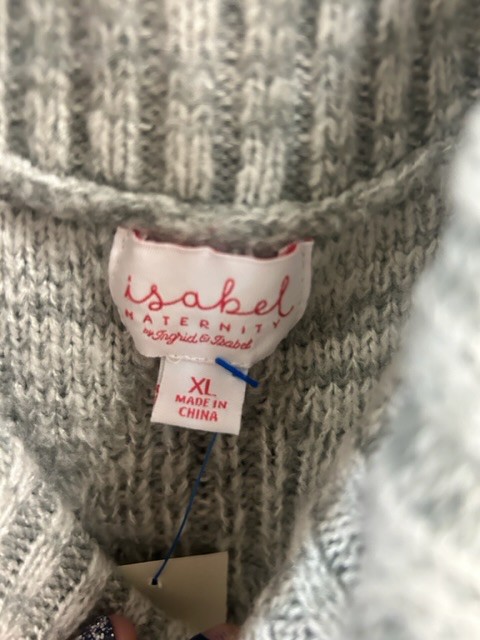 isabel
MATERNITY
by Ingrid & Isabel
XL
MADE IN
CHINA